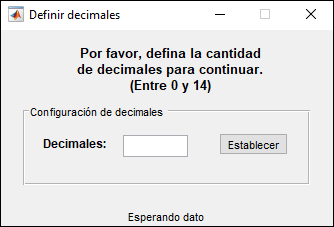 Definir decimales
Por favor, defina la cantidad
de decimales para continuar.
(Entre 0 y 14)
Configuración de decimales
Decimales:
Establecer
Esperando dato